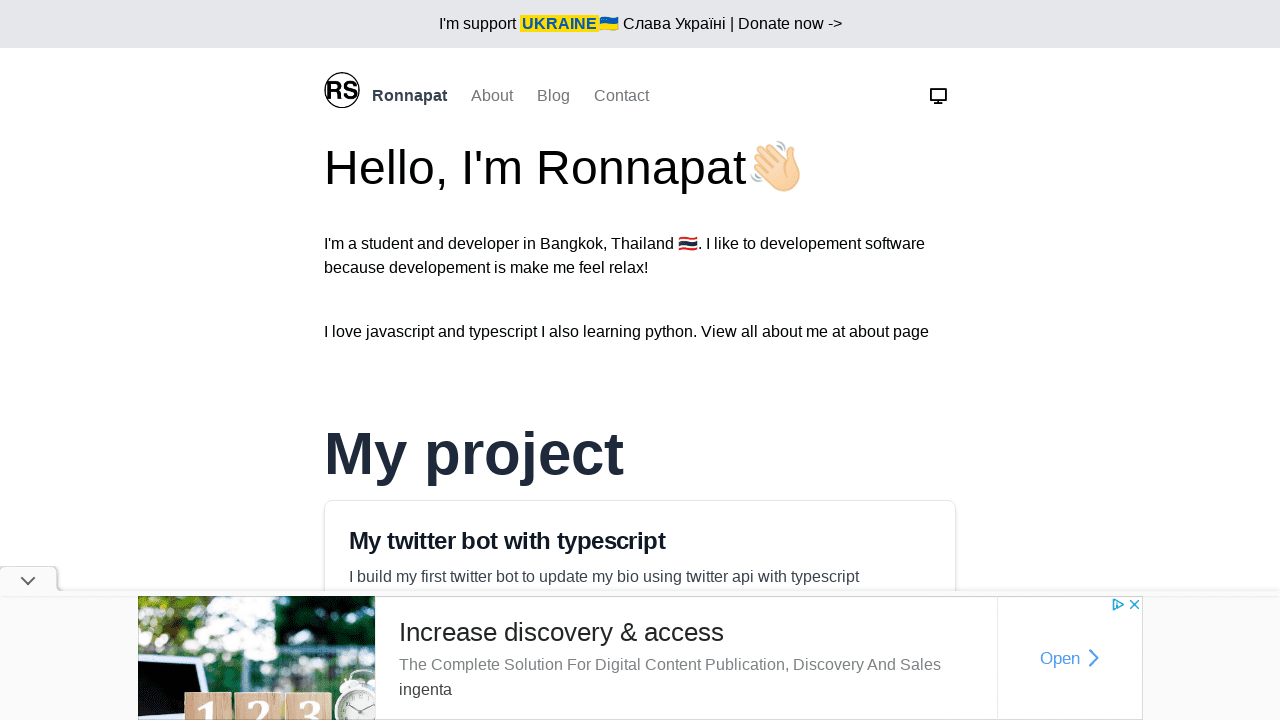 I'm support UKRAINE🇺🇦 Слава Україні | Donate now ->
RS Ronnapat About Blog Contact
Hello, I'm Ronnapat👋🏻
I'm a student and developer in Bangkok, Thailand 🇹🇭. I like to developement software
because developement is make me feel relax!
I love javascript and typescript I also learning python. View all about me at about page
My project
My twitter bot with typescript
I build my first twitter bot to update my bio using twitter api with typescript
1 2 3
Increase discovery & access
The Complete Solution For Digital Content Publication, Discovery And Sales
ingenta
Open